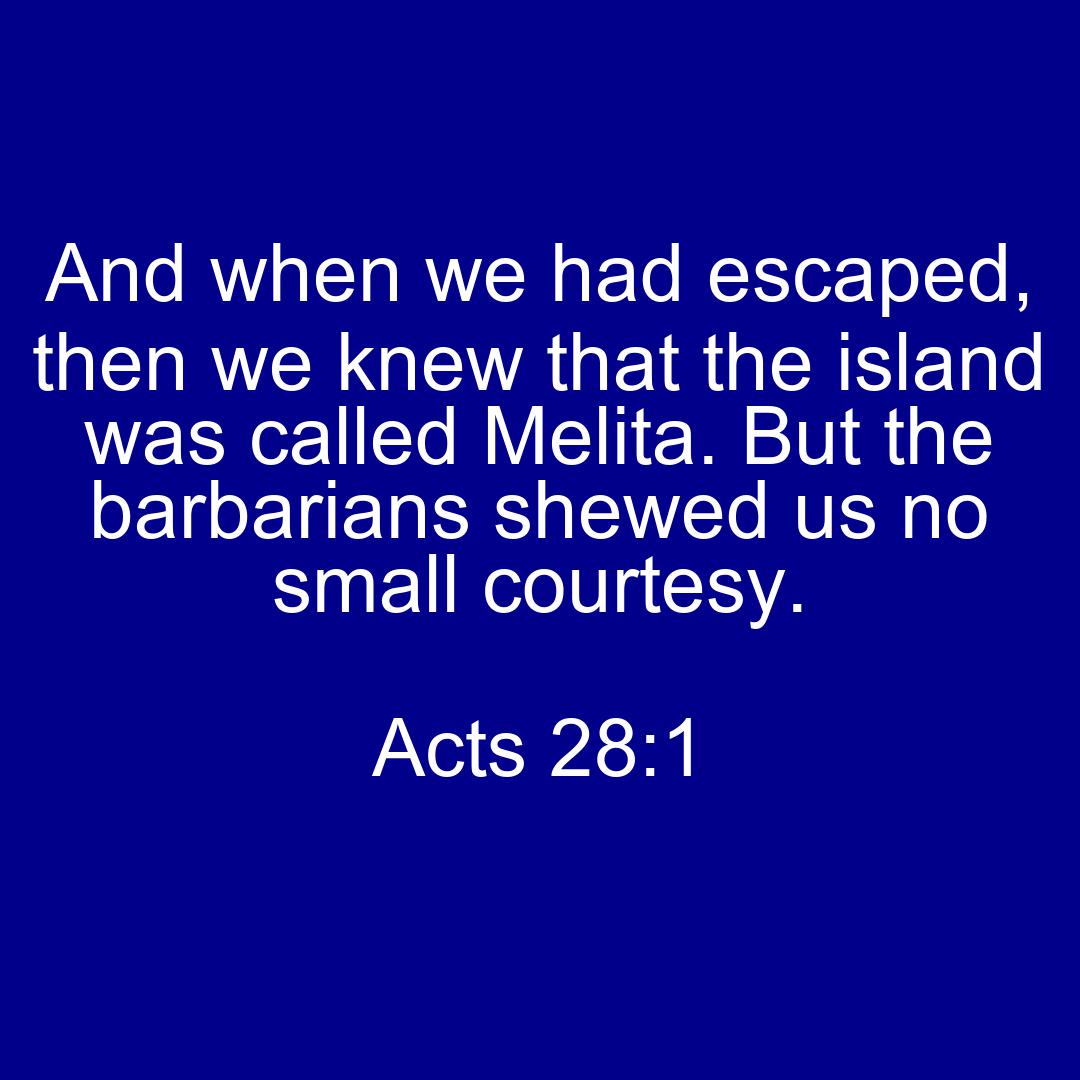 And when we had escaped,
then we knew that the island
was called Melita. But the
barbarians shewed us no
small courtesy.
Acts 28:1